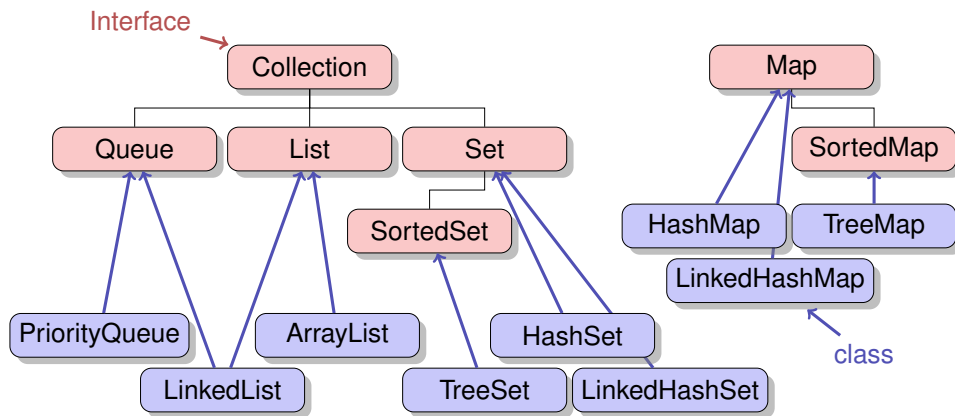 Interface
Collection
Map
Queue
List
Set
SortedMap
SortedSet
HashMap
TreeMap
LinkedHashMap
PriorityQueue
ArrayList
HashSet
class
LinkedList
TreeSet
LinkedHashSet